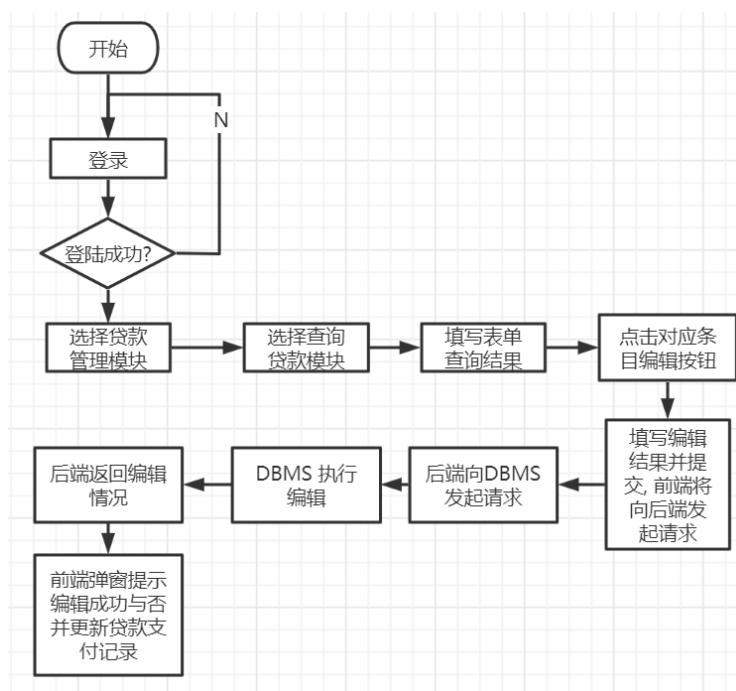 开始
N
登录
登陆成功?
选择贷款
管理模块
选择查询
贷款模块
填写表单
查询结果
点击对应条
目编辑按钮
填写编辑
结果并提
交, 前端将
向后端发
起请求
后端向DBMS
发起请求
DBMS 执行
编辑
后端返回编辑
情况
前端弹窗提示
编辑成功与否
并更新贷款支
付记录